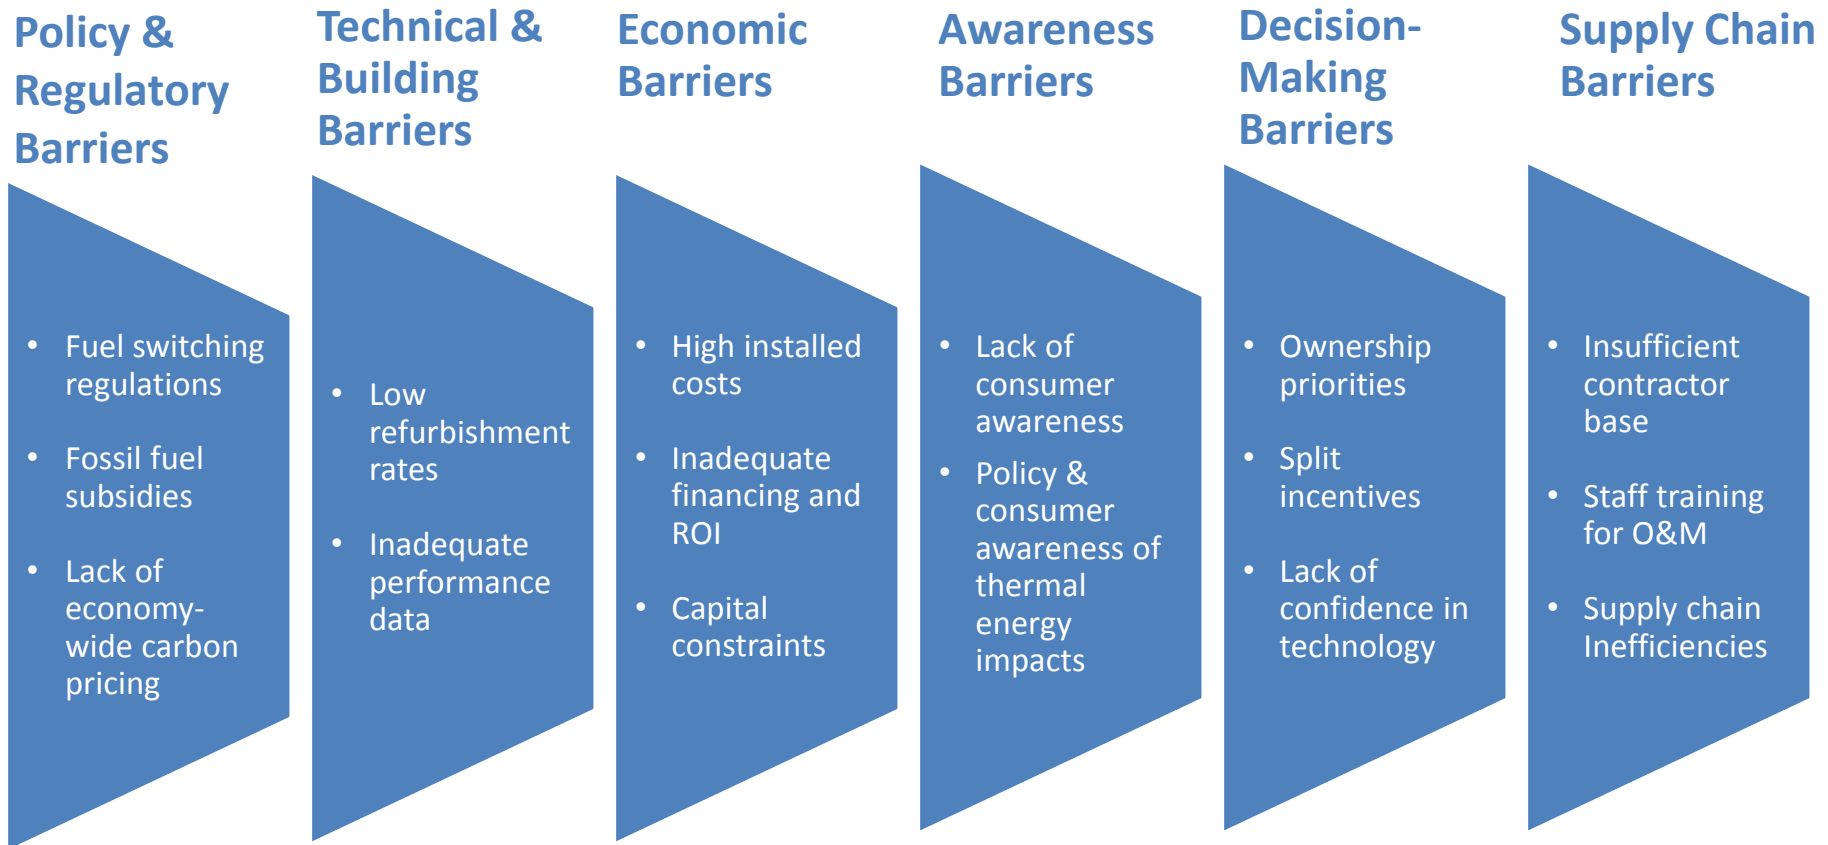 Policy &
Regulatory
Barriers
• Fuel switching
regulations
• Fossil fuel
subsidies
• Lack of
economy-
wide carbon
pricing
Technical &
Building
Barriers
• Low
refurbishment
rates
• Inadequate
performance
data
Economic
Barriers
• High installed
costs
• Inadequate
financing and
ROI
• Capital
constraints
Awareness
Barriers
• Lack of
consumer
awareness
• Policy &
consumer
awareness of
thermal
energy
impacts
Decision-
Making
Barriers
• Ownership
priorities
• Split
incentives
• Lack of
confidence in
technology
Supply Chain
Barriers
• Insufficient
contractor
base
• Staff training
for O&M
• Supply chain
Inefficiencies